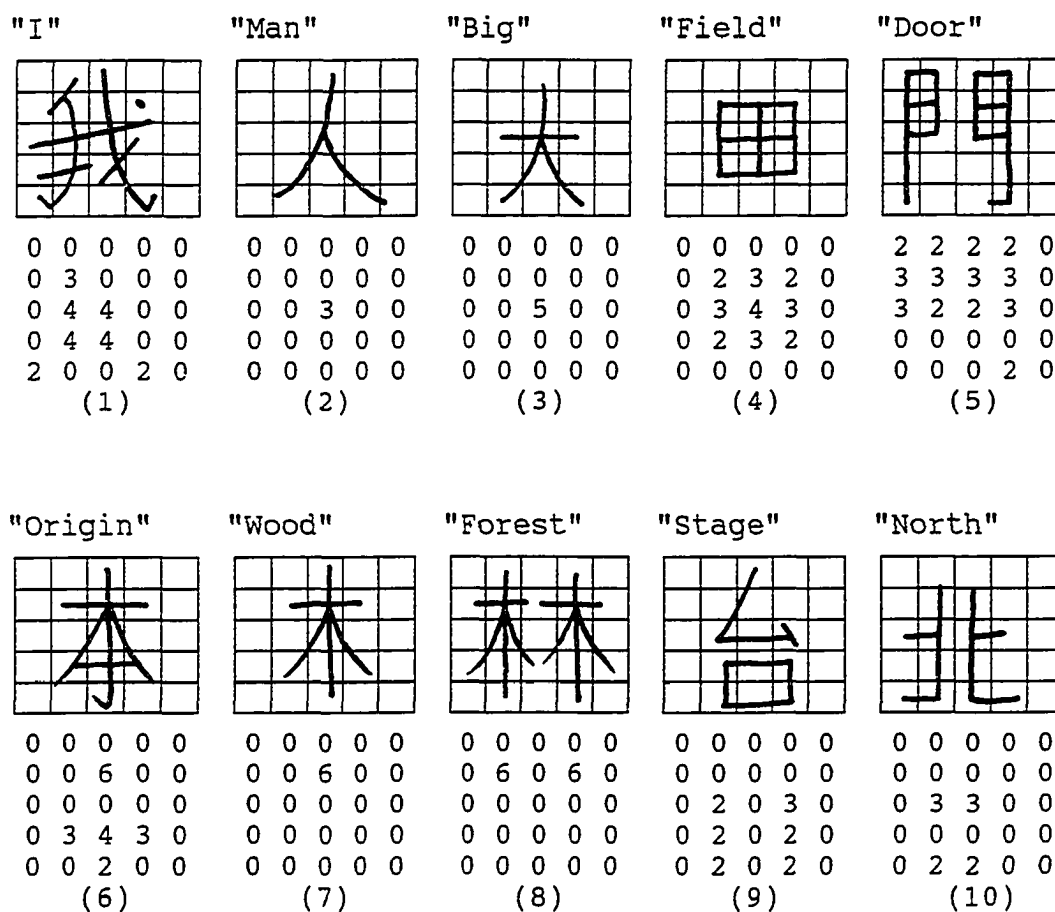 "I" "Man" "Big" "Field" "Door"
我 人 大 田 門
0 0 0 0 0 0 0 0 0 0 0 0 0 0 0 0 0 0 0 0 2 2 2 2 0
0 3 0 0 0 0 0 0 0 0 0 0 0 0 0 0 2 3 2 0 3 3 3 3 3
0 4 4 0 0 0 0 3 0 0 0 0 5 0 0 0 3 4 3 0 3 2 2 3 3
0 4 4 0 0 0 0 0 0 0 0 0 0 0 0 0 2 3 2 0 0 0 0 0 0
2 0 0 2 0 0 0 0 0 0 0 0 0 0 0 0 0 0 0 0 0 0 0 2 0
(1) (2) (3) (4) (5)
"Origin" "Wood" "Forest" "Stage" "North"
本 木 林 台 北
0 0 0 0 0 0 0 0 0 0 0 0 0 0 0 0 0 0 0 0 0 0 0 0 0
0 0 6 0 0 0 0 6 0 0 0 6 0 6 0 0 0 0 0 0 0 0 0 0 0
0 0 0 0 0 0 0 0 0 0 0 0 0 0 0 0 2 0 3 0 0 3 3 0 0
0 3 4 3 0 0 0 0 0 0 0 0 0 0 0 0 2 0 2 0 0 0 0 0 0
0 0 2 0 0 0 0 0 0 0 0 0 0 0 0 0 2 0 2 0 0 2 2 0 0
(6) (7) (8) (9) (10)